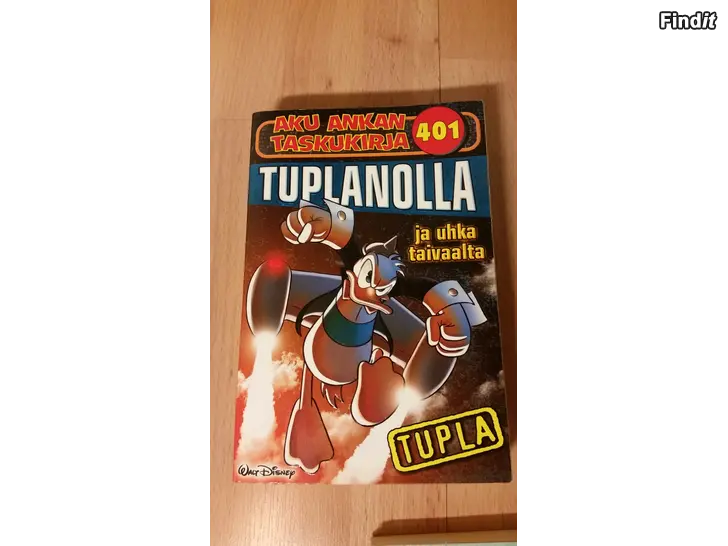 Findit
AKU ANKAN
TASKUKIRJA
401
TUPLANOLLA
ja uhka
taivaalta
TUPLA
WALT DISNEY